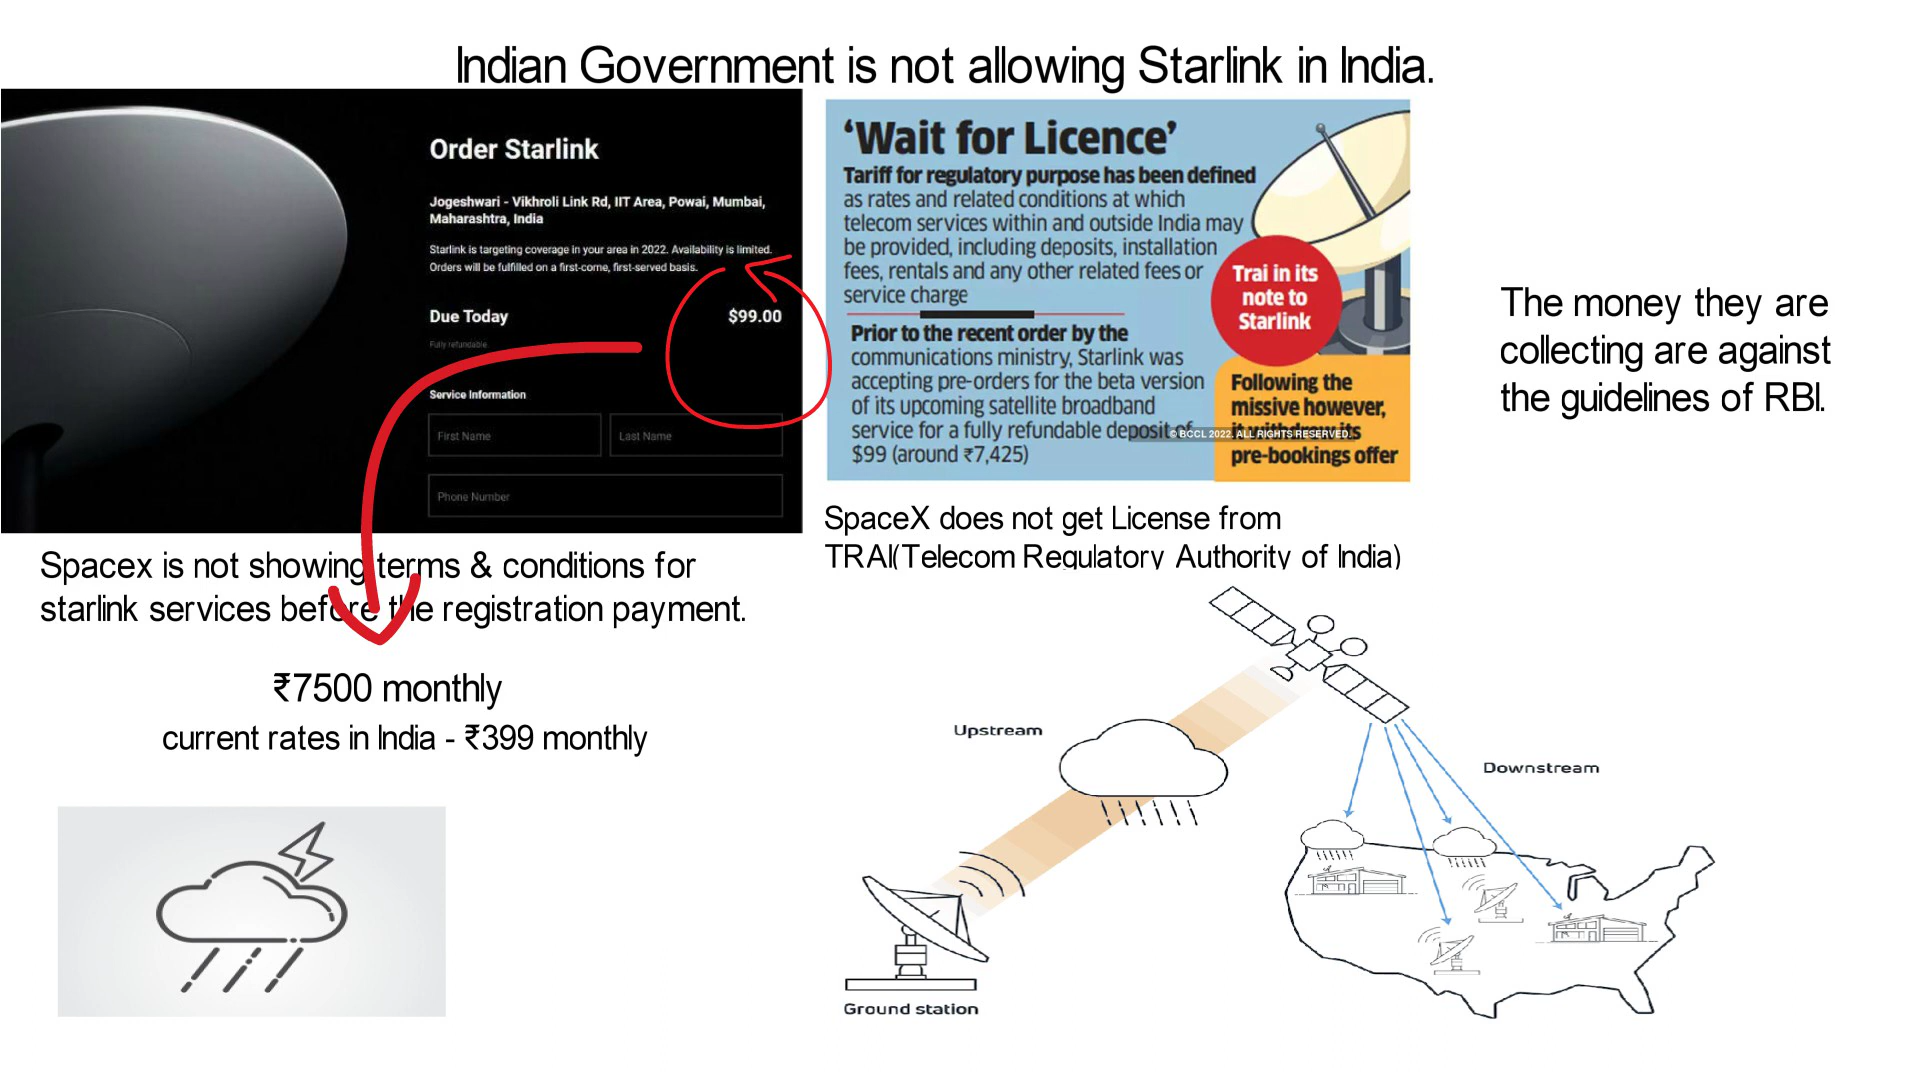 Indian Government is not allowing Starlink in India.
Order Starlink
Jogeshwari - Vikhroli Link Rd, IIT Area, Powai, Mumbai,
Maharashtra, India
Starlink is targeting coverage in your area in 2022. Availability is limited.
Orders will be fulfilled on a first-come, first-served basis.
Due Today
$99.00
Fully refundable.
Service Information
First Name
Last Name
Phone Number
'Wait for Licence'
Tariff for regulatory purpose has been defined
as rates and related conditions at which
telecom services within and outside India may
be provided, including deposits, installation
fees, rentals and any other related fees or
service charge
Prior to the recent order by the
communications ministry, Starlink was
accepting pre-orders for the beta version
of its upcoming satellite broadband
service for a fully refundable deposit of
$99 (around ₹7,425)
Trai in its
note to
Starlink
Following the
missive however,
it withdrew its
pre-bookings offer
© BCCL 2022. ALL RIGHTS RESERVED.
The money they are
collecting are against
the guidelines of RBI.
Spacex is not showing terms & conditions for
starlink services before the registration payment.
SpaceX does not get License from
TRAI(Telecom Regulatory Authority of India)
₹7500 monthly
current rates in India - ₹399 monthly
Upstream
Downstream
Ground station